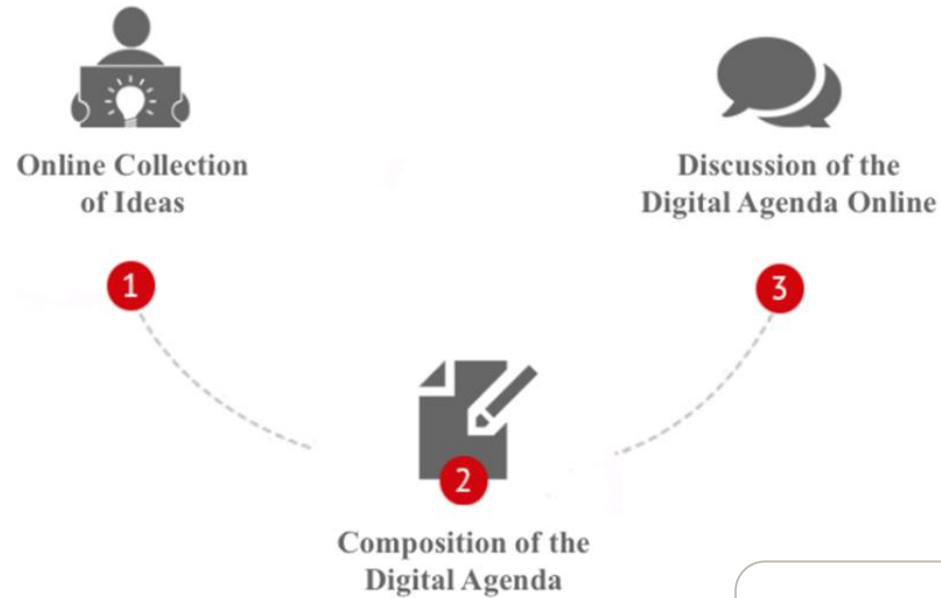 Online Collection
of Ideas
1
2
Composition of the
Digital Agenda
Discussion of the
Digital Agenda Online
3